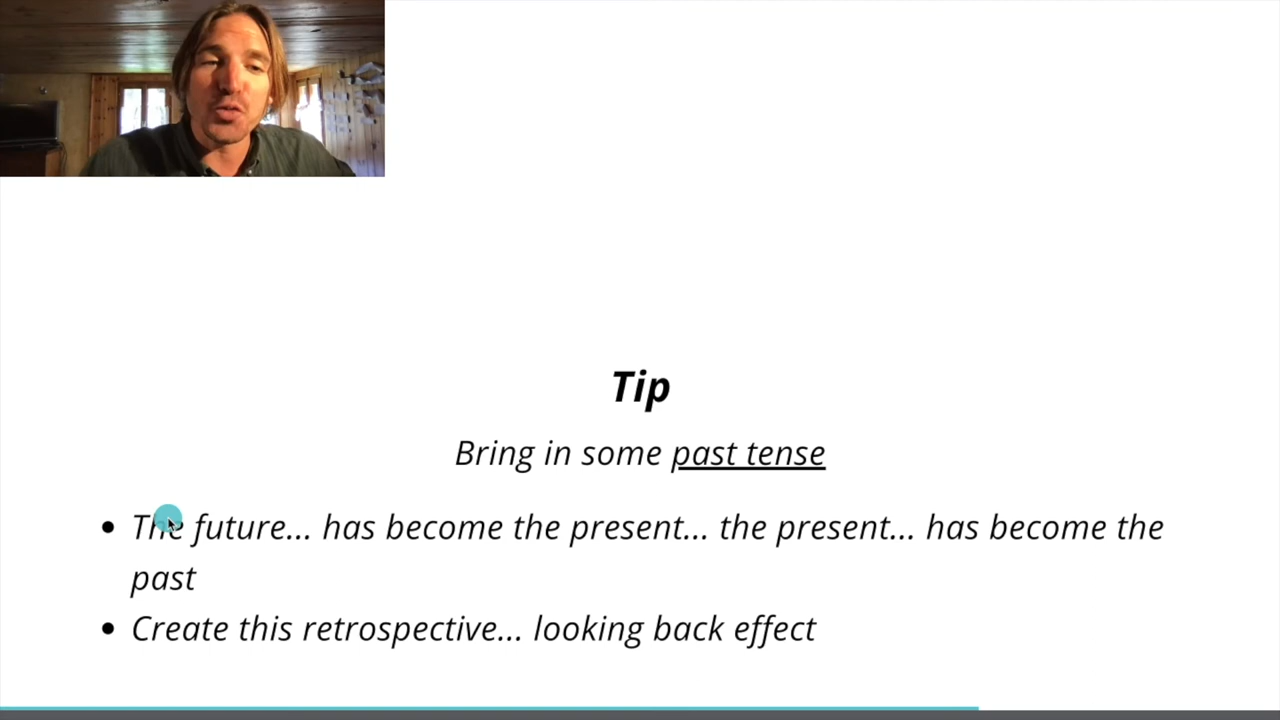 Tip
Bring in some past tense
• The future... has become the present... the present... has become the
past
• Create this retrospective... looking back effect